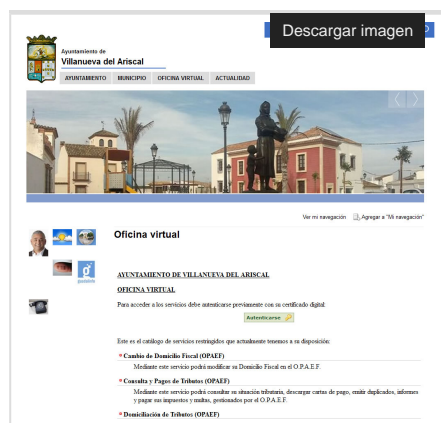 Descargar imagen
Ayuntamiento de
Villanueva del Ariscal
AYUNTAMIENTO MUNICIPIO OFICINA VIRTUAL ACTUALIDAD
Ver mi navegación Agregar a "Mi navegación"
Oficina virtual
guadalinfo
AYUNTAMIENTO DE VILLANUEVA DEL ARISCAL
OFICINA VIRTUAL
Para acceder a los servicios debe autenticarse previamente con su certificado digital:
Autenticarse
Este es el catálogo de servicios restringidos que actualmente tenemos a su disposición:
Cambio de Domicilio Fiscal (OPAEF)
Mediante este servicio podrá modificar su Domicilio Fiscal en el O.P.A.E.F.
Consulta y Pagos de Tributos (OPAEF)
Mediante este servicio podrá consultar su situación tributaria, descargar cartas de pago, emitir duplicados, informes
y pagar sus impuestos y multas, gestionados por el O.P.A.E.F.
Domiciliación de Tributos (OPAEF)